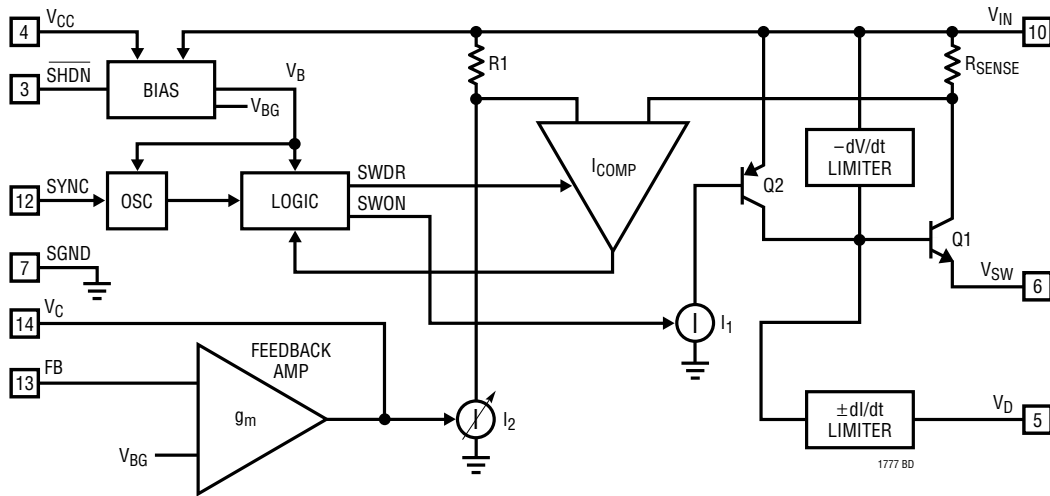 4 VCC
VIN 10
R1
RSENSE
3 SHDN
BIAS
VB
VBG
−dV/dt
LIMITER
ICOMP
12 SYNC
OSC
LOGIC
SWDR
SWON
Q2
Q1
7 SGND
VSW
6
14 VC
I1
FEEDBACK
AMP
13 FB
gm
I2
±dI/dt
LIMITER
VD
5
VBG
1777 BD